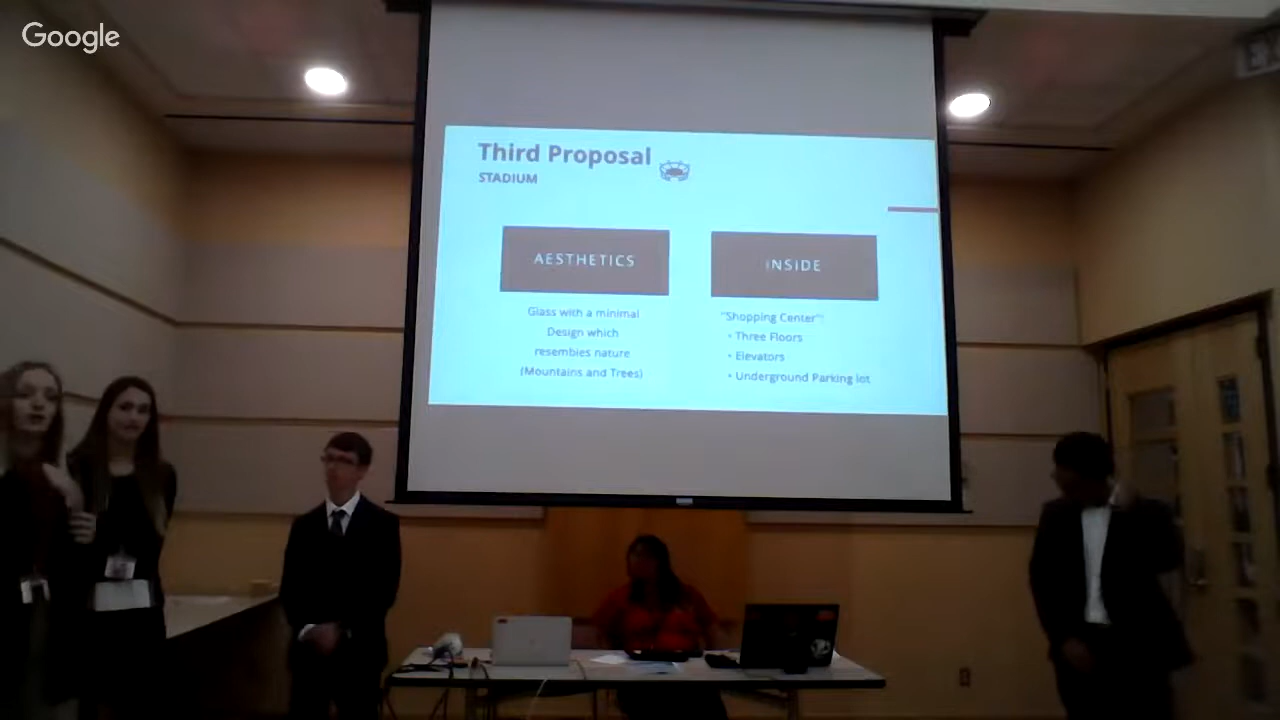 Google
Third Proposal
STADIUM
AESTHETICS
INSIDE
Glass with a minimal
Design which
resembles nature
(Mountains and Trees)
"Shopping Center":
• Three Floors
• Elevators
• Underground Parking lot